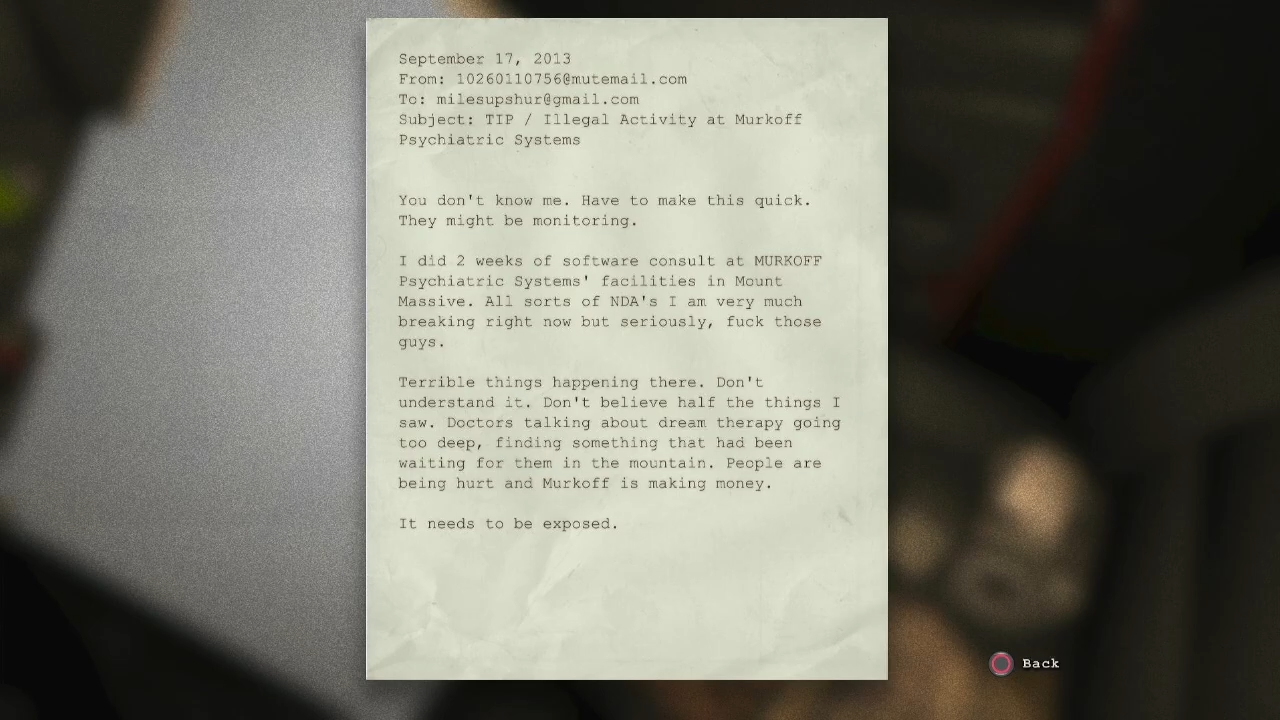 September 17, 2013
From: 10260110756@mutemail.com
To: milesupshur@gmail.com
Subject: TIP / Illegal Activity at Murkoff
Psychiatric Systems
You don't know me. Have to make this quick.
They might be monitoring.
I did 2 weeks of software consult at MURKOFF
Psychiatric Systems' facilities in Mount
Massive. All sorts of NDA's I am very much
breaking right now but seriously, fuck those
guys.
Terrible things happening there. Don't
understand it. Don't believe half the things I
saw. Doctors talking about dream therapy going
too deep, finding something that had been
waiting for them in the mountain. People are
being hurt and Murkoff is making money.
It needs to be exposed.
Back